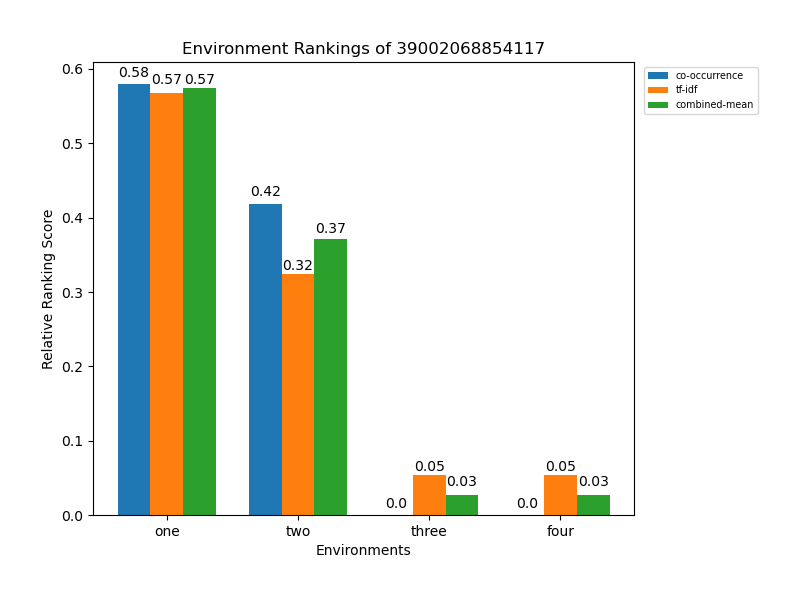 Environment Rankings of 39002068854117
co-occurrence
tf-idf
combined-mean
0.6
0.5
0.4
0.3
0.2
0.1
0.0
Relative Ranking Score
0.58
0.57
0.57
0.42
0.32
0.37
0.0
0.05
0.03
0.0
0.05
0.03
one
two
three
four
Environments